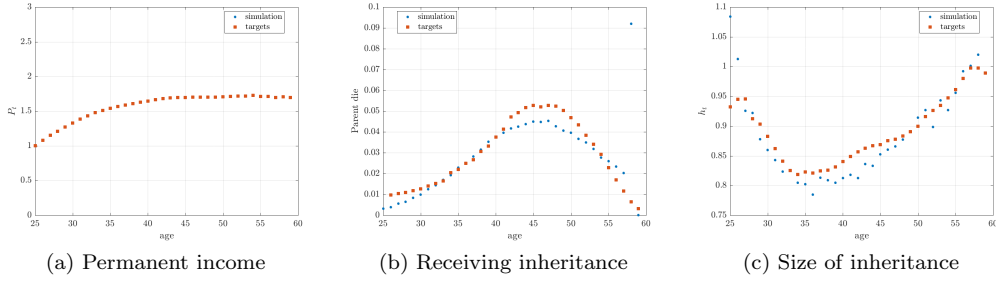 simulation
targets
3
2.5
2
1.5
1
0.5
0
P_t
25 30 35 40 45 50 55 60
age
(a) Permanent income
simulation
targets
0.1
0.09
0.08
0.07
0.06
0.05
0.04
0.03
0.02
0.01
0
Parent die
25 30 35 40 45 50 55 60
age
(b) Receiving inheritance
simulation
targets
1.1
1.05
1
0.95
0.9
0.85
0.8
0.75
h_t
25 30 35 40 45 50 55 60
age
(c) Size of inheritance